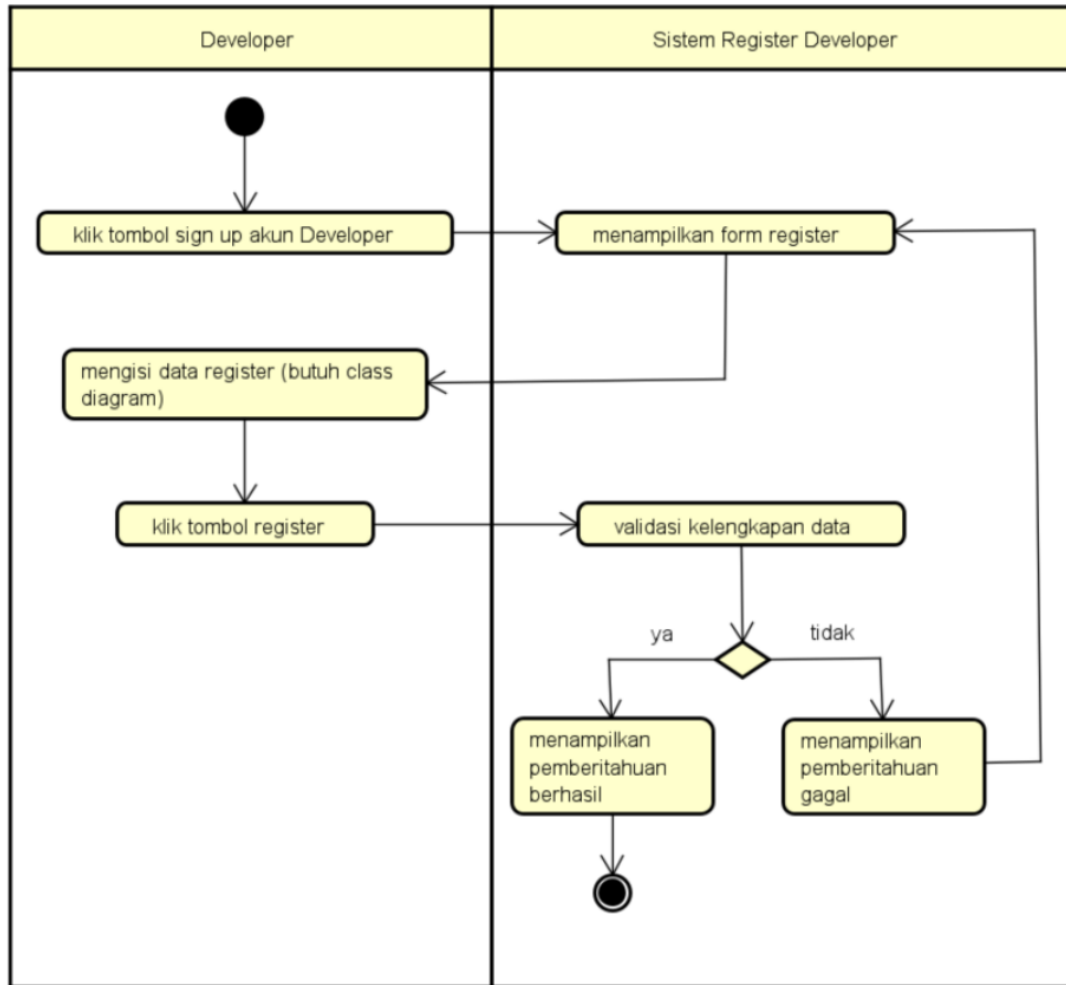 Developer
Sistem Register Developer
klik tombol sign up akun Developer
menampilkan form register
mengisi data register (butuh class
diagram)
klik tombol register
validasi kelengkapan data
ya
tidak
menampilkan
pemberitahuan
berhasil
menampilkan
pemberitahuan
gagal